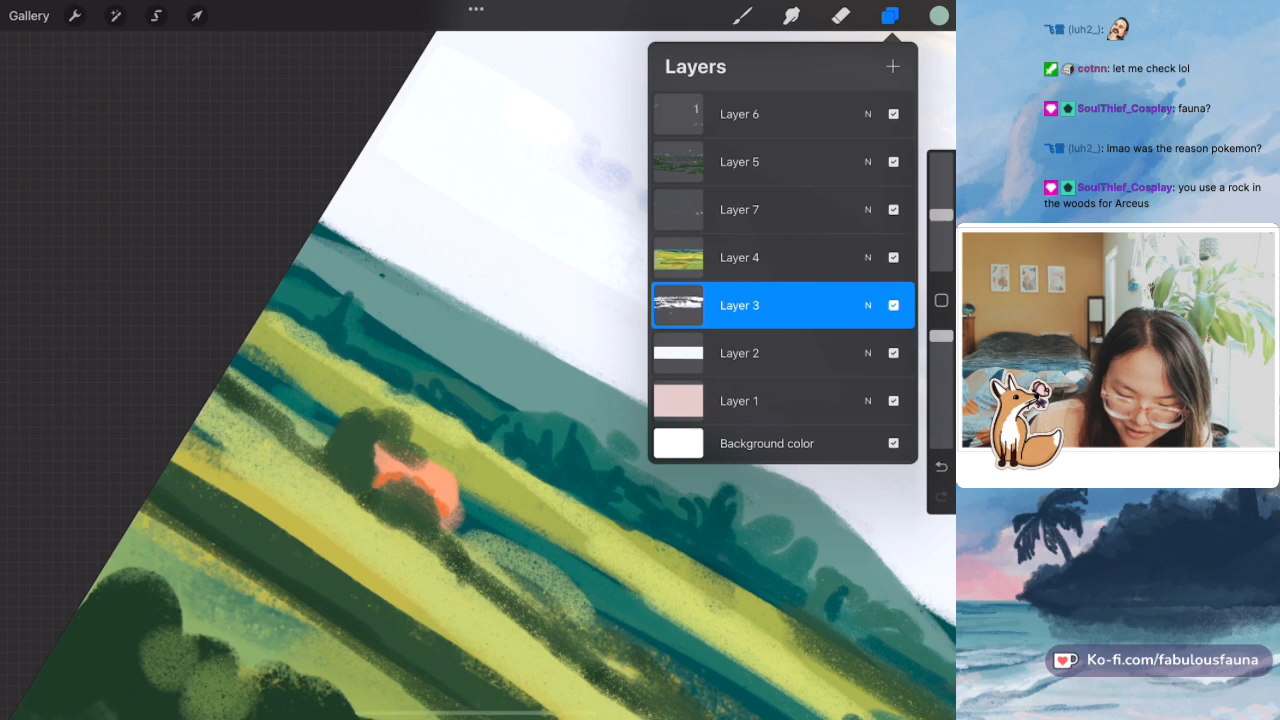 Gallery
Layers
Layer 6 N
Layer 5 N
Layer 7 N
Layer 4 N
Layer 3 N
Layer 2 N
Layer 1 N
Background color
(luh2_):
cotnn: let me check lol
SoulThief_Cosplay: fauna?
(luh2_): lmao was the reason pokemon?
SoulThief_Cosplay: you use a rock in
the woods for Arceus
Ko-fi.com/fabulousfauna